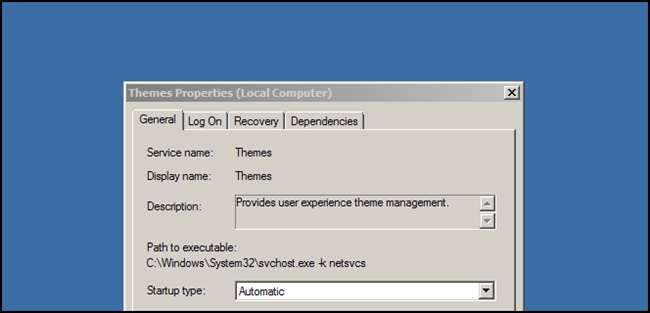 Themes Properties (Local Computer)
General Log On Recovery Dependencies
Service name: Themes
Display name: Themes
Description: Provides user experience theme management.
Path to executable:
C:\Windows\System32\svchost.exe -k netsvcs
Startup type: Automatic